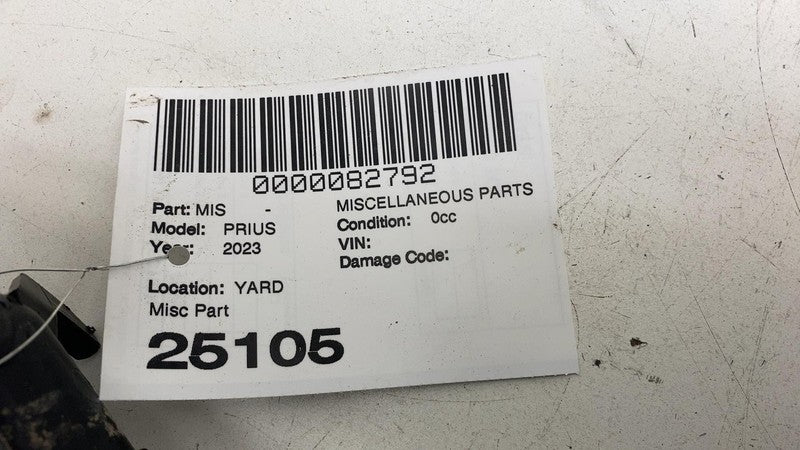 0000082792
Part: MIS - MISCELLANEOUS PARTS
Model: PRIUS Condition: 0cc
Year: 2023 VIN:
Damage Code:
Location: YARD
Misc Part
25105